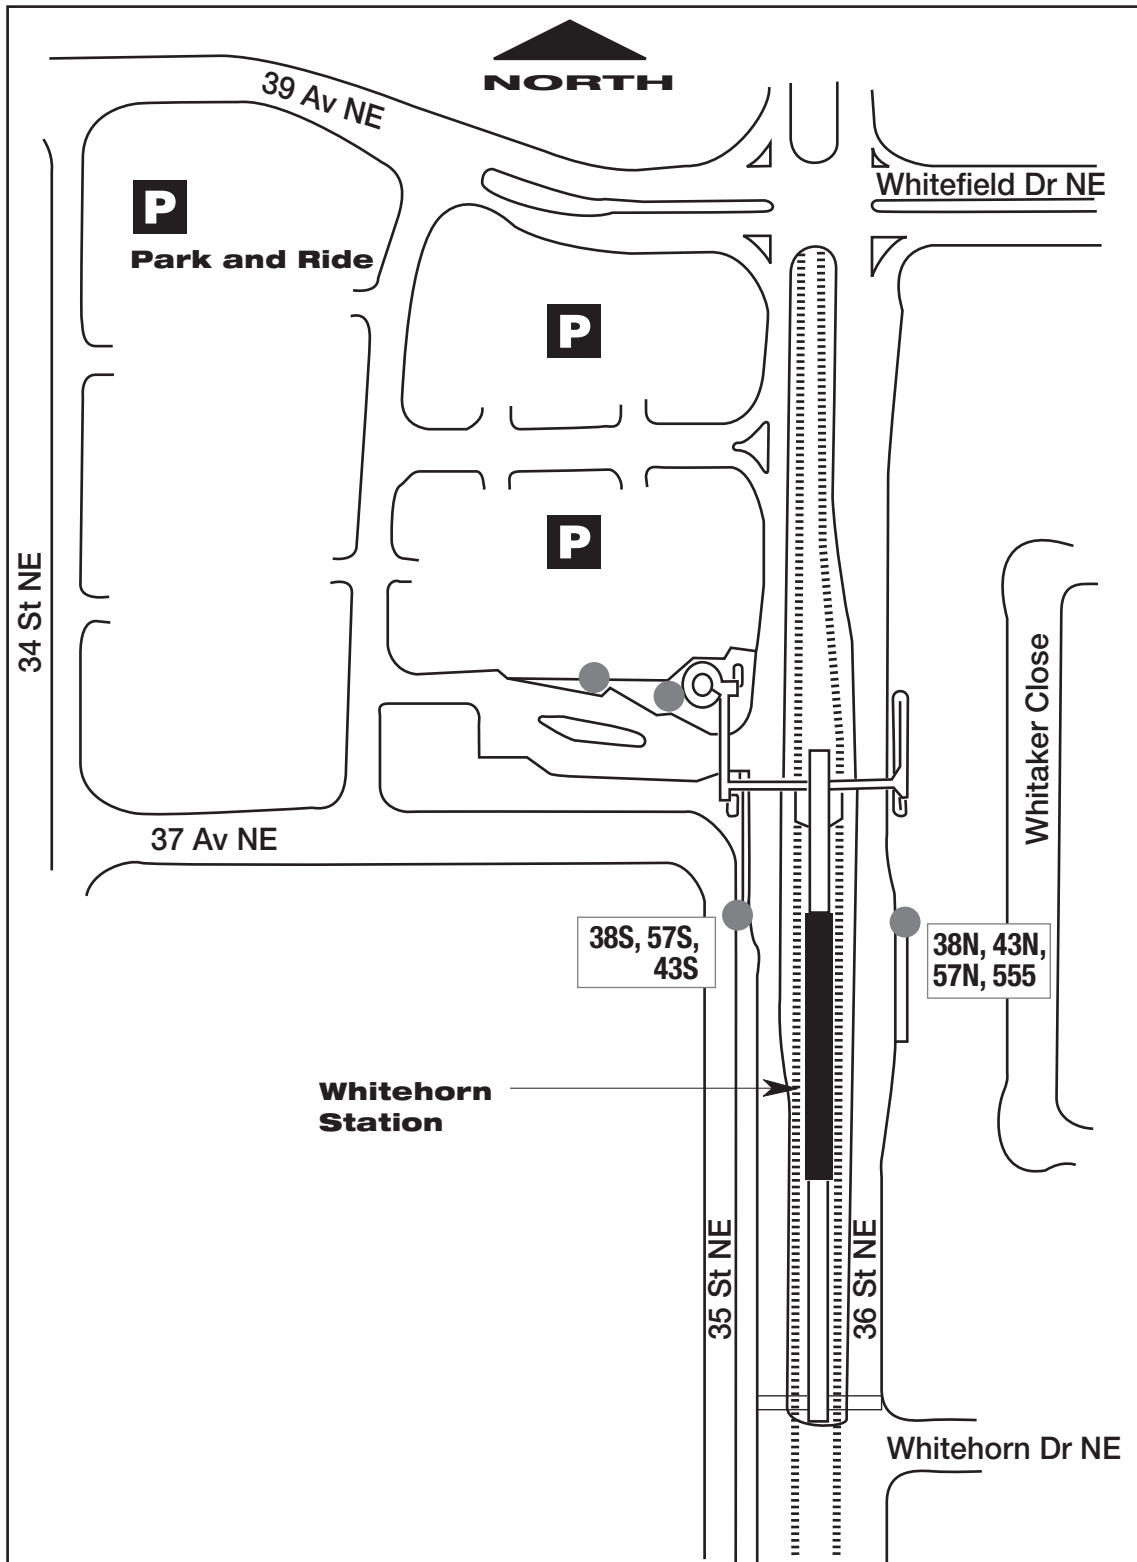 NORTH
39 Av NE
Whitefield Dr NE
P
Park and Ride
P
P
34 St NE
Whitaker Close
37 Av NE
38S, 57S,
43S
38N, 43N,
57N, 555
Whitehorn
Station
35 St NE
36 St NE
Whitehorn Dr NE